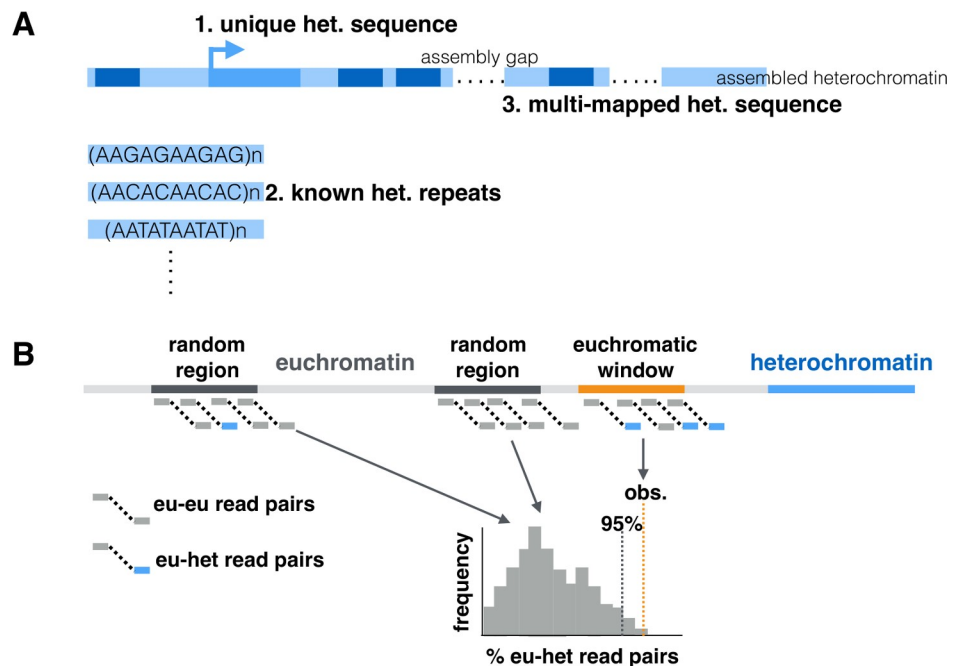 A
1. unique het. sequence
assembly gap
assembled heterochromatin
3. multi-mapped het. sequence
(AAGAGAAGAG)n
(AACACAACAC)n 2. known het. repeats
(AATATAATAT)n
B
random
region
euchromatin
random
region
euchromatic
window
heterochromatin
eu-eu read pairs
eu-het read pairs
obs.
95%
frequency
% eu-het read pairs